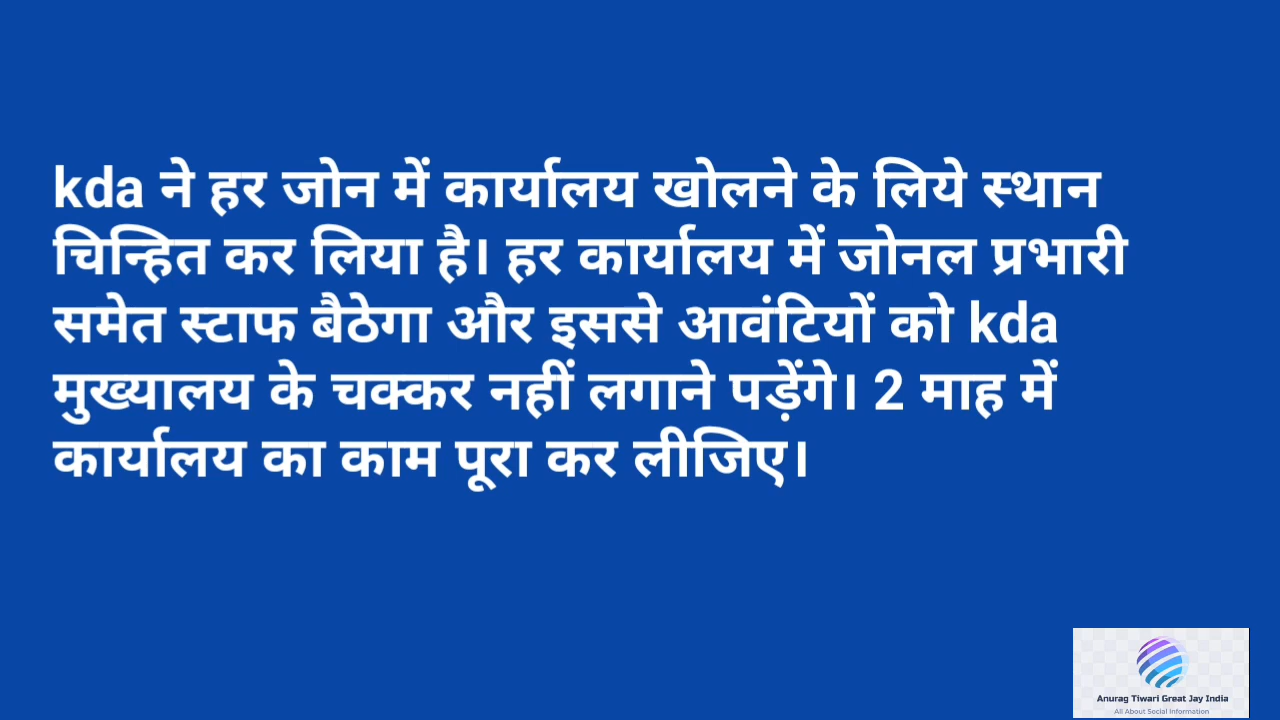 kda ने हर जोन में कार्यालय खोलने के लिये स्थान
चिन्हित कर लिया है। हर कार्यालय में जोनल प्रभारी
समेत स्टाफ बैठेगा और इससे आवंटियों को kda
मुख्यालय के चक्कर नहीं लगाने पड़ेंगे। 2 माह में
कार्यालय का काम पूरा कर लीजिए।
Anurag Tiwari Great Jay India
All About Social Information